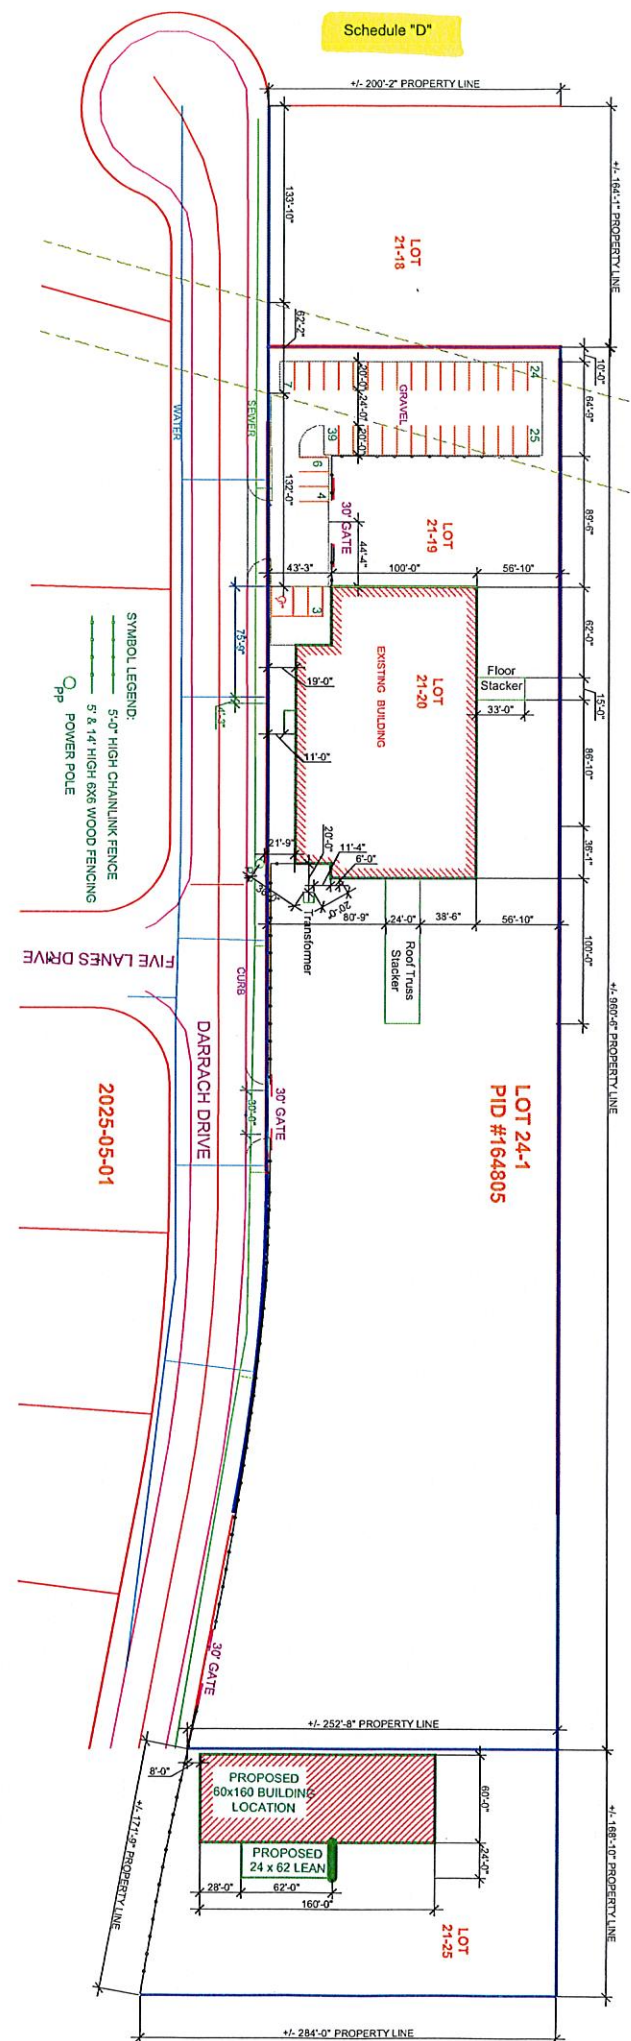 Schedule "D"
+/- 200'-2" PROPERTY LINE
+/- 164'-1" PROPERTY LINE
133'-10"
LOT
21-18
62'-2"
10'-0"
64'-9"
7
24
20'-0"
24'-0"
20'-0"
GRAVEL
39
25
WATER
SEWER
6
4
132'-0"
30' GATE
LOT
21-19
89'-6"
44'-4"
43'-3"
100'-0"
56'-10"
3
75'-9"
62'-0"
LOT
21-20
EXISTING BUILDING
Floor
Stacker
15'-0"
33'-0"
19'-0"
11'-0"
86'-10"
SYMBOL LEGEND:
5'-0" HIGH CHAINLINK FENCE
5' & 14' HIGH 6X6 WOOD FENCING
PP
POWER POLE
21'-9"
20'-0"
11'-4"
6'-0"
36'-1"
Transformer
80'-9"
24'-0"
38'-6"
56'-10"
Roof Truss
Stacker
100'-0"
FIVE LANES DRIVE
CURB
DARRACH DRIVE
+/- 960'-6" PROPERTY LINE
30' GATE
30'-0"
LOT 24-1
PID #164805
2025-05-01
30' GATE
+/- 252'-8" PROPERTY LINE
8'-0"
PROPOSED
60x160 BUILDING
LOCATION
60'-0"
PROPOSED
24 x 62 LEAN
24'-0"
28'-0"
62'-0"
160'-0"
LOT
21-25
+/- 171'-9" PROPERTY LINE
+/- 168'-10" PROPERTY LINE
+/- 284'-0" PROPERTY LINE